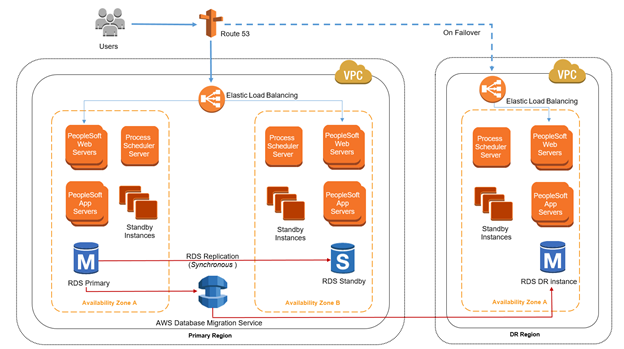 Users
Route 53
On Failover
VPC
VPC
Elastic Load Balancing
Elastic Load Balancing
PeopleSoft
Web
Servers
Process
Scheduler
Server
Process
Scheduler
Server
PeopleSoft
Web
Servers
Process
Scheduler
Server
PeopleSoft
Web
Servers
PeopleSoft
App
Servers
Standby
Instances
Standby
Instances
PeopleSoft
App
Servers
Standby
Instances
PeopleSoft
App
Servers
M
RDS Primary
RDS Replication
(Synchronous )
S
RDS Standby
M
RDS DR instance
Availability Zone A
Availability Zone B
Availability Zone A
AWS Database Migration Service
Primary Region
DR Region